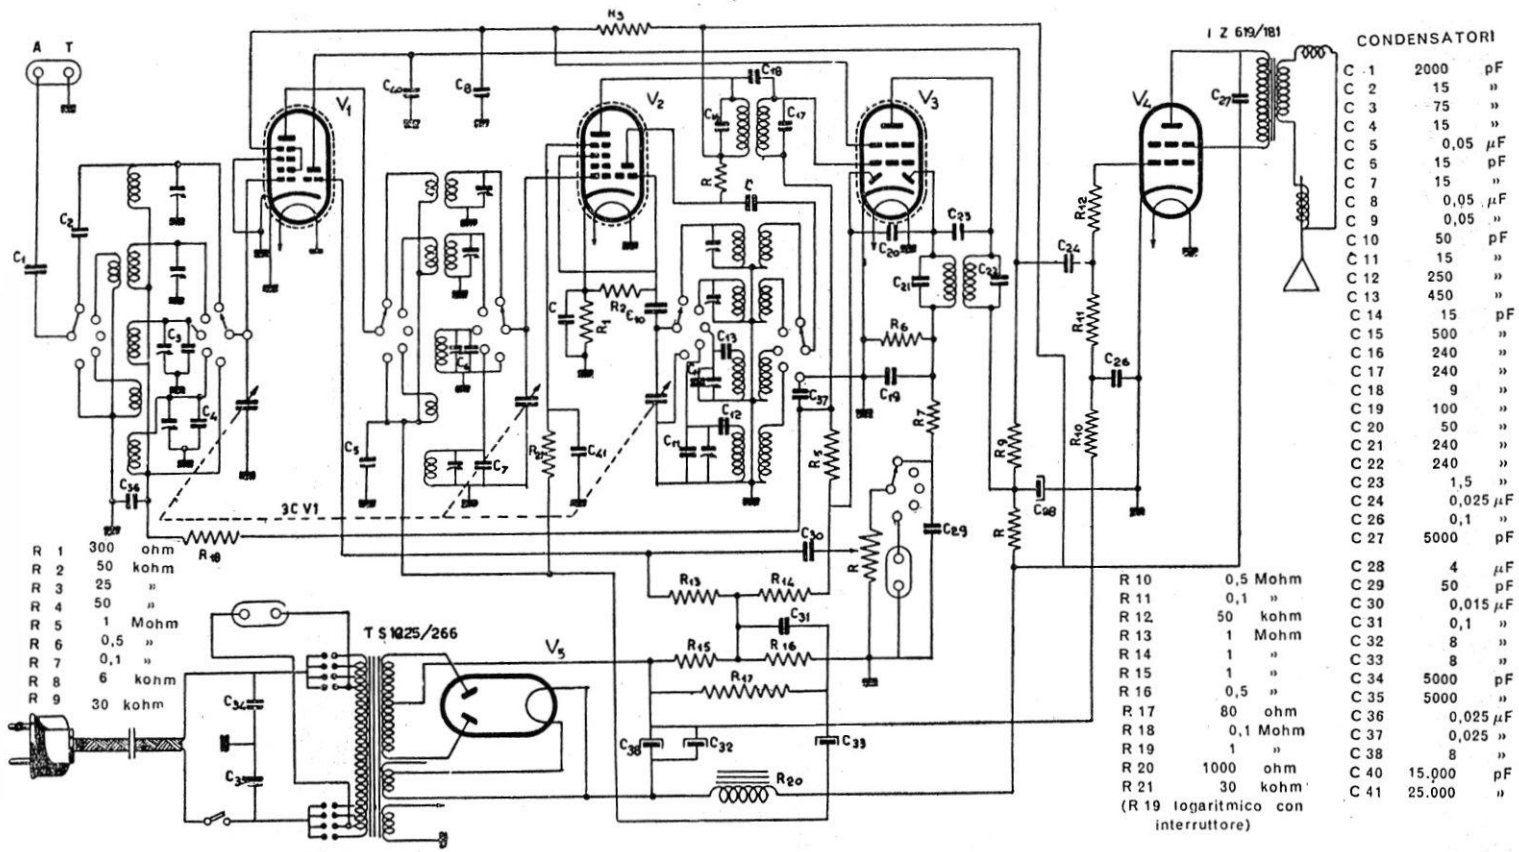 A T
C1
C2
C3
C4
C36
R18
3C V1
V1
C40
C8
C5
C6
C7
R21
C41
R3
V2
C
R1
R2
C10
C18
C16
C17
R
C
C13
C11
C12
C11
C37
R5
V3
C20
C23
C21
C22
R6
C19
R7
C29
C30
R
R9
R
C28
V4
C24
R12
R11
R10
C26
C27
I Z 619/181
R13
R14
C31
R15
R16
R17
C38
C32
C33
R20
T S 1025/266
V5
C34
C35
R 1 300 ohm
R 2 50 kohm
R 3 25 »
R 4 50 »
R 5 1 Mohm
R 6 0,5 »
R 7 0,1 »
R 8 6 kohm
R 9 30 kohm
R 10 0,5 Mohm
R 11 0,1 »
R 12 50 kohm
R 13 1 Mohm
R 14 1 »
R 15 1 »
R 16 0,5 »
R 17 80 ohm
R 18 0,1 Mohm
R 19 1 »
R 20 1000 ohm
R 21 30 kohm
(R 19 logaritmico con
interruttore)
CONDENSATORI
C 1 2000 pF
C 2 15 »
C 3 75 »
C 4 15 »
C 5 0,05 µF
C 6 15 pF
C 7 15 »
C 8 0,05 µF
C 9 0,05 »
C 10 50 pF
C 11 15 »
C 12 250 »
C 13 450 »
C 14 15 pF
C 15 500 »
C 16 240 »
C 17 240 »
C 18 9 »
C 19 100 »
C 20 50 »
C 21 240 »
C 22 240 »
C 23 1,5 »
C 24 0,025 µF
C 26 0,1 »
C 27 5000 pF
C 28 4 µF
C 29 50 pF
C 30 0,015 µF
C 31 0,1 »
C 32 8 »
C 33 8 »
C 34 5000 pF
C 35 5000 »
C 36 0,025 µF
C 37 0,025 »
C 38 8 »
C 40 15.000 pF
C 41 25.000 »